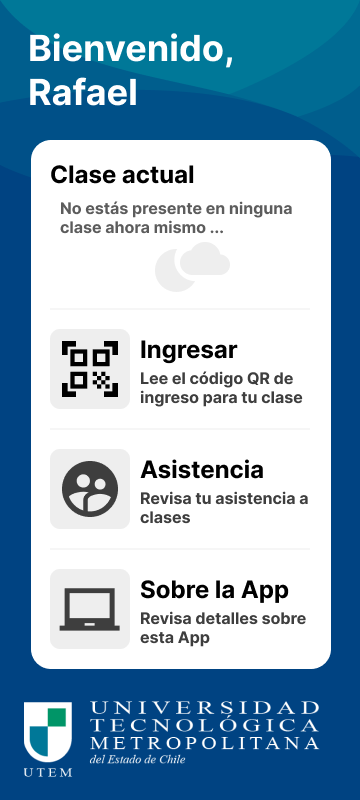 Bienvenido,
Rafael
Clase actual
No estás presente en ninguna
clase ahora mismo ...
Ingresar
Lee el código QR de
ingreso para tu clase
Asistencia
Revisa tu asistencia a
clases
Sobre la App
Revisa detalles sobre
esta App
UNIVERSIDAD
TECNOLÓGICA
METROPOLITANA
del Estado de Chile
UTEM